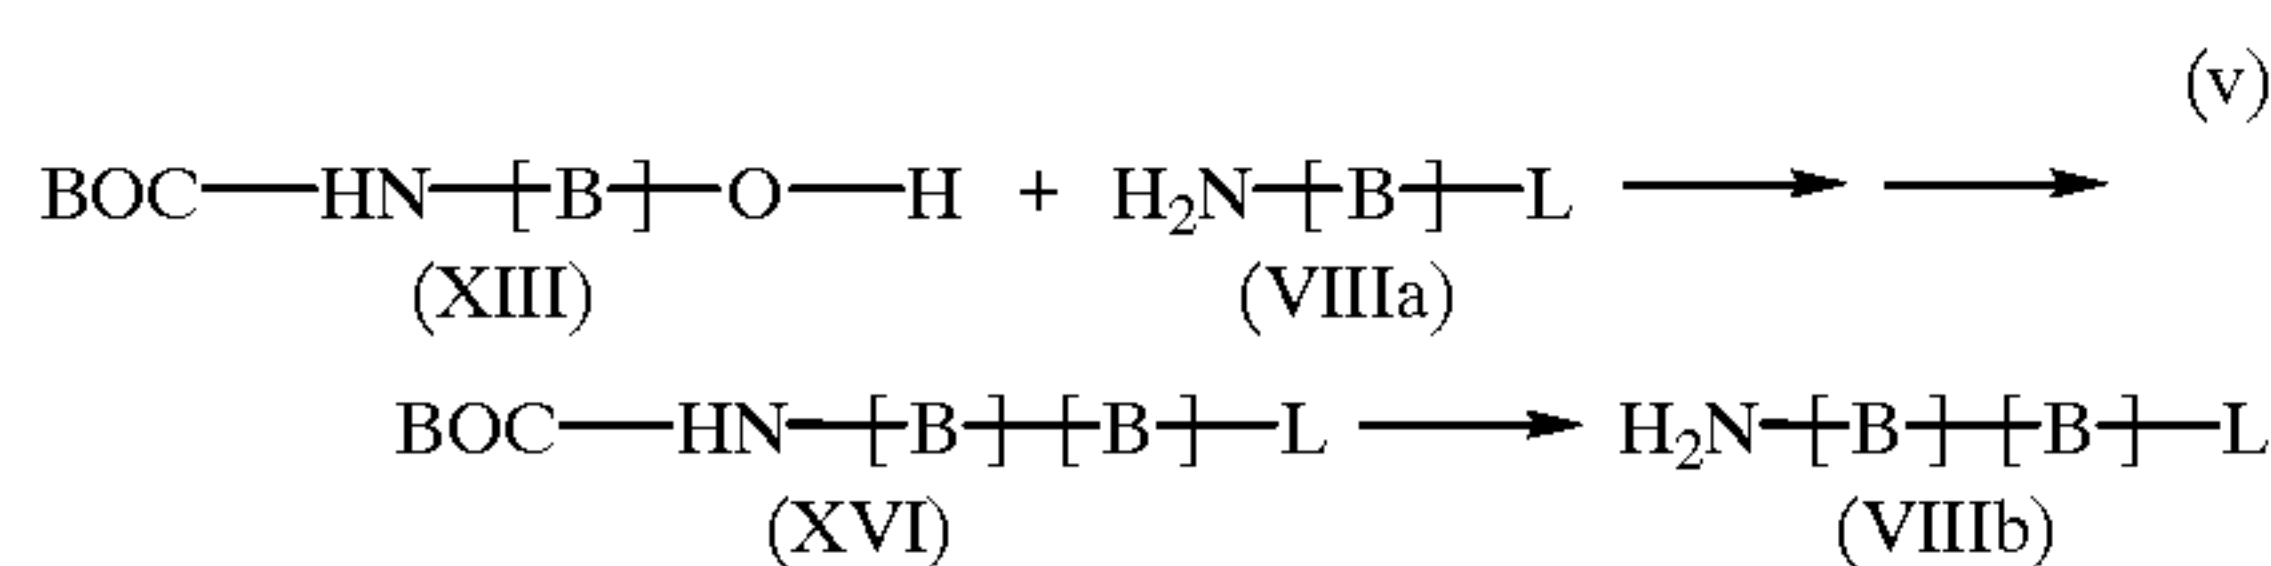 (v)
BOC—HN—[B]—O—H + H₂N—[B]—L ⟶ ⟶
(XIII) (VIIIa)
BOC—HN—[B]—[B]—L ⟶ H₂N—[B]—[B]—L
(XVI) (VIIIb)